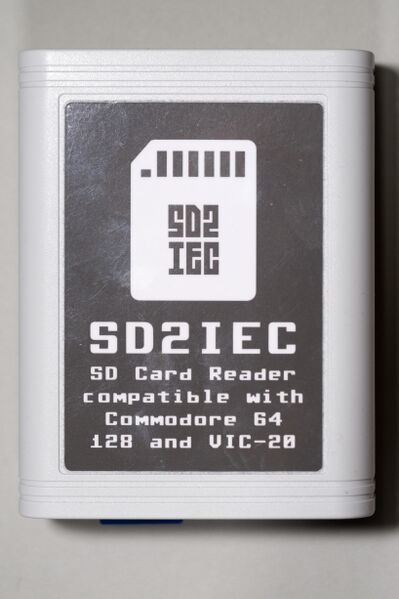 SD2
IEC
SD2IEC
SD Card Reader
compatible with
Commodore 64
128 and VIC-20